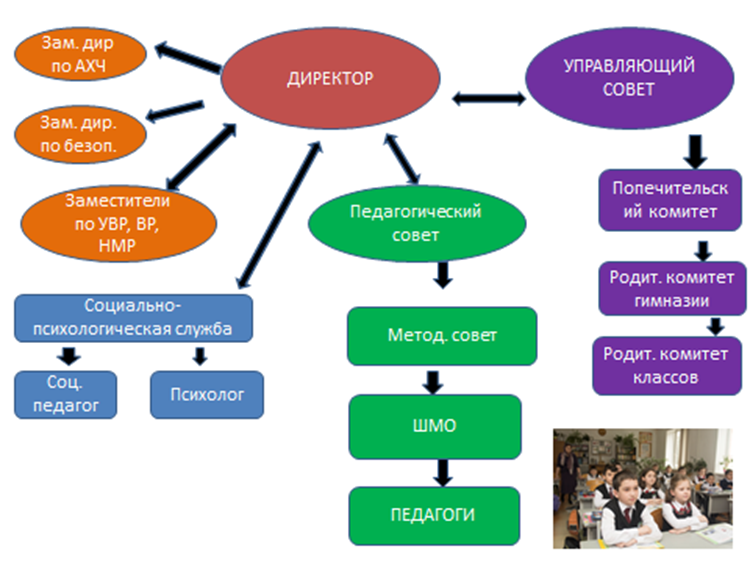 Зам. дир
по АХЧ
ДИРЕКТОР
УПРАВЛЯЮЩИЙ
СОВЕТ
Зам. дир.
по безоп.
Заместители
по УВР, ВР,
НМР
Педагогический
совет
Попечительск
ий комитет
Родит. комитет
гимназии
Родит. комитет
классов
Социально-
психологическая служба
Соц.
педагог
Психолог
Метод. совет
ШМО
ПЕДАГОГИ